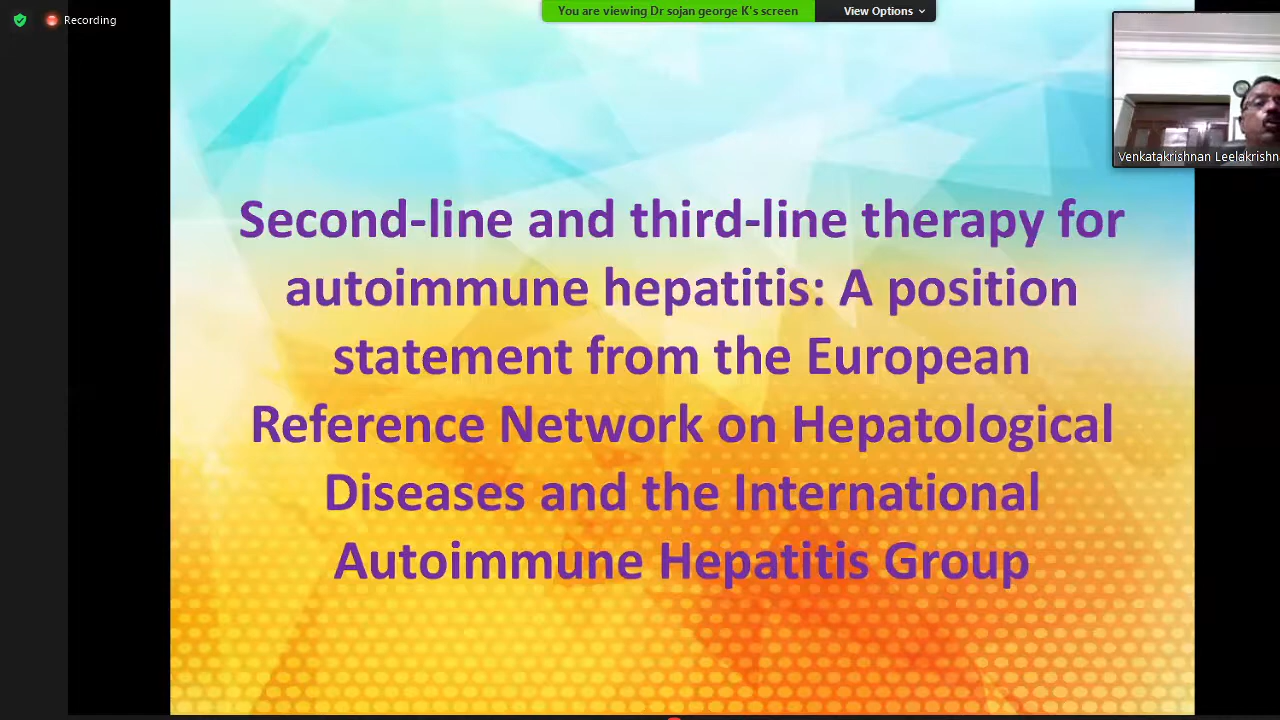 Recording
You are viewing Dr sojan george K's screen
View Options
Venkatakrishnan Leelakrishn
Second-line and third-line therapy for
autoimmune hepatitis: A position
statement from the European
Reference Network on Hepatological
Diseases and the International
Autoimmune Hepatitis Group